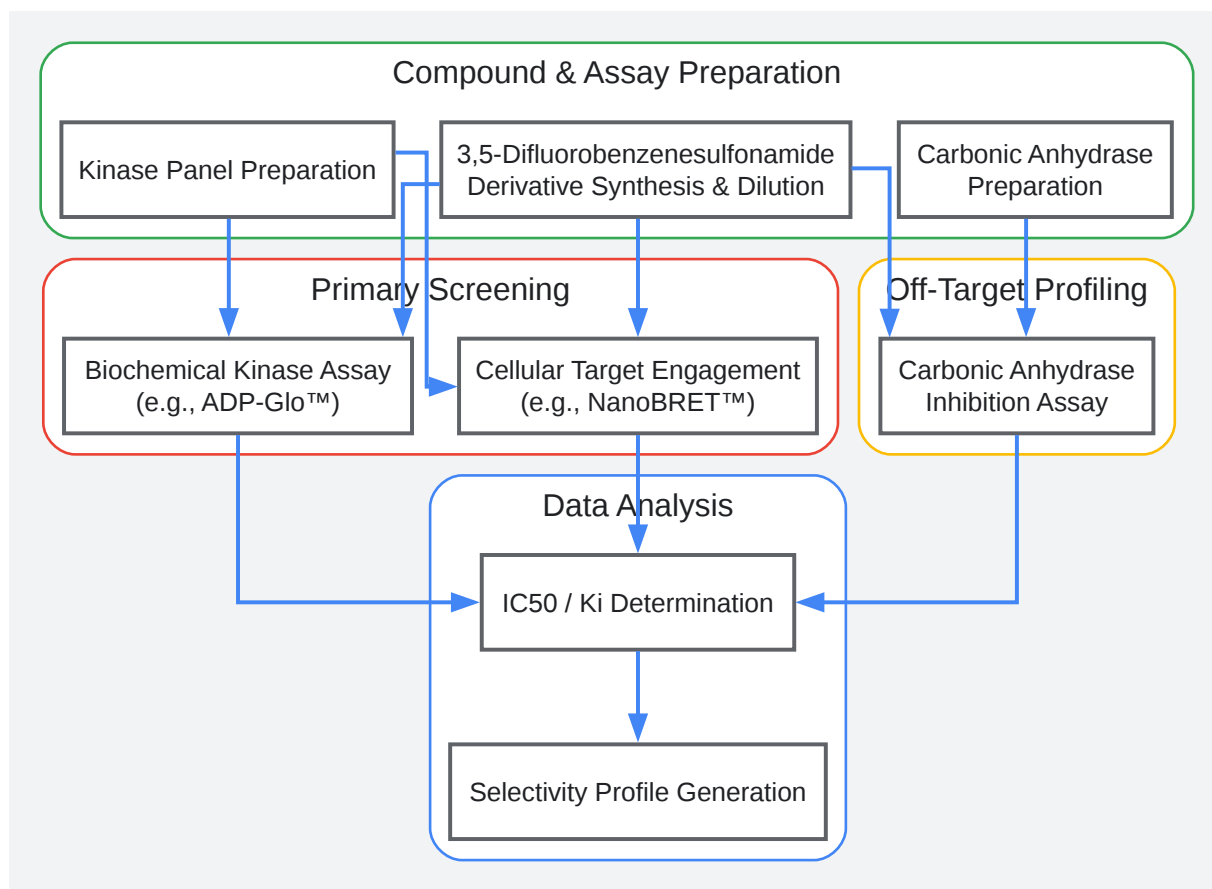 Compound & Assay Preparation
Kinase Panel Preparation
3,5-Difluorobenzenesulfonamide
Derivative Synthesis & Dilution
Carbonic Anhydrase
Preparation
Primary Screening
Off-Target Profiling
Biochemical Kinase Assay
(e.g., ADP-Glo™)
Cellular Target Engagement
(e.g., NanoBRET™)
Carbonic Anhydrase
Inhibition Assay
Data Analysis
IC50 / Ki Determination
Selectivity Profile Generation